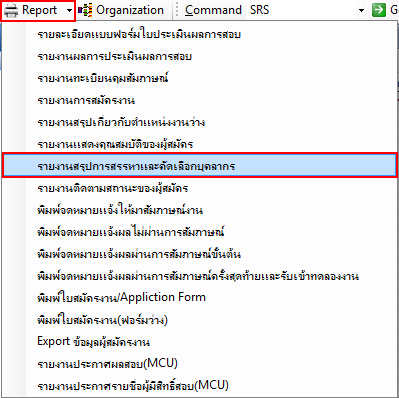 Report Organization Command SRS G
รายละเอียดแบบฟอร์มใบประเมินผลการสอบ
รายงานผลการประเมินผลการสอบ
รายงานทะเบียนคุมสัมภาษณ์
รายงานการสมัครงาน
รายงานสรุปเกี่ยวกับตำแหน่งงานว่าง
รายงานแสดงคุณสมบัติของผู้สมัคร
รายงานสรุปการสรรหาและคัดเลือกบุคลากร
รายงานติดตามสถานะของผู้สมัคร
พิมพ์จดหมายแจ้งให้มาสัมภาษณ์งาน
พิมพ์จดหมายแจ้งผลไม่ผ่านการสัมภาษณ์
พิมพ์จดหมายแจ้งผลผ่านการสัมภาษณ์ขั้นต้น
พิมพ์จดหมายแจ้งผลผ่านการสัมภาษณ์ครั้งสุดท้ายและรับเข้าทดลองงาน
พิมพ์ใบสมัครงาน/Appliction Form
พิมพ์ใบสมัครงาน(ฟอร์มว่าง)
Export ข้อมูลผู้สมัครงาน
รายงานประกาศผลสอบ(MCU)
รายงานประกาศรายชื่อผู้มีสิทธิ์สอบ(MCU)